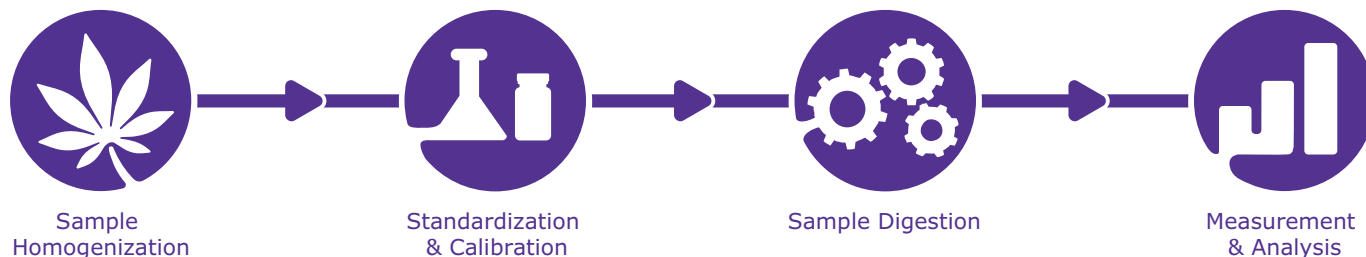 Sample
Homogenization
Standardization
& Calibration
Sample Digestion
Measurement
& Analysis